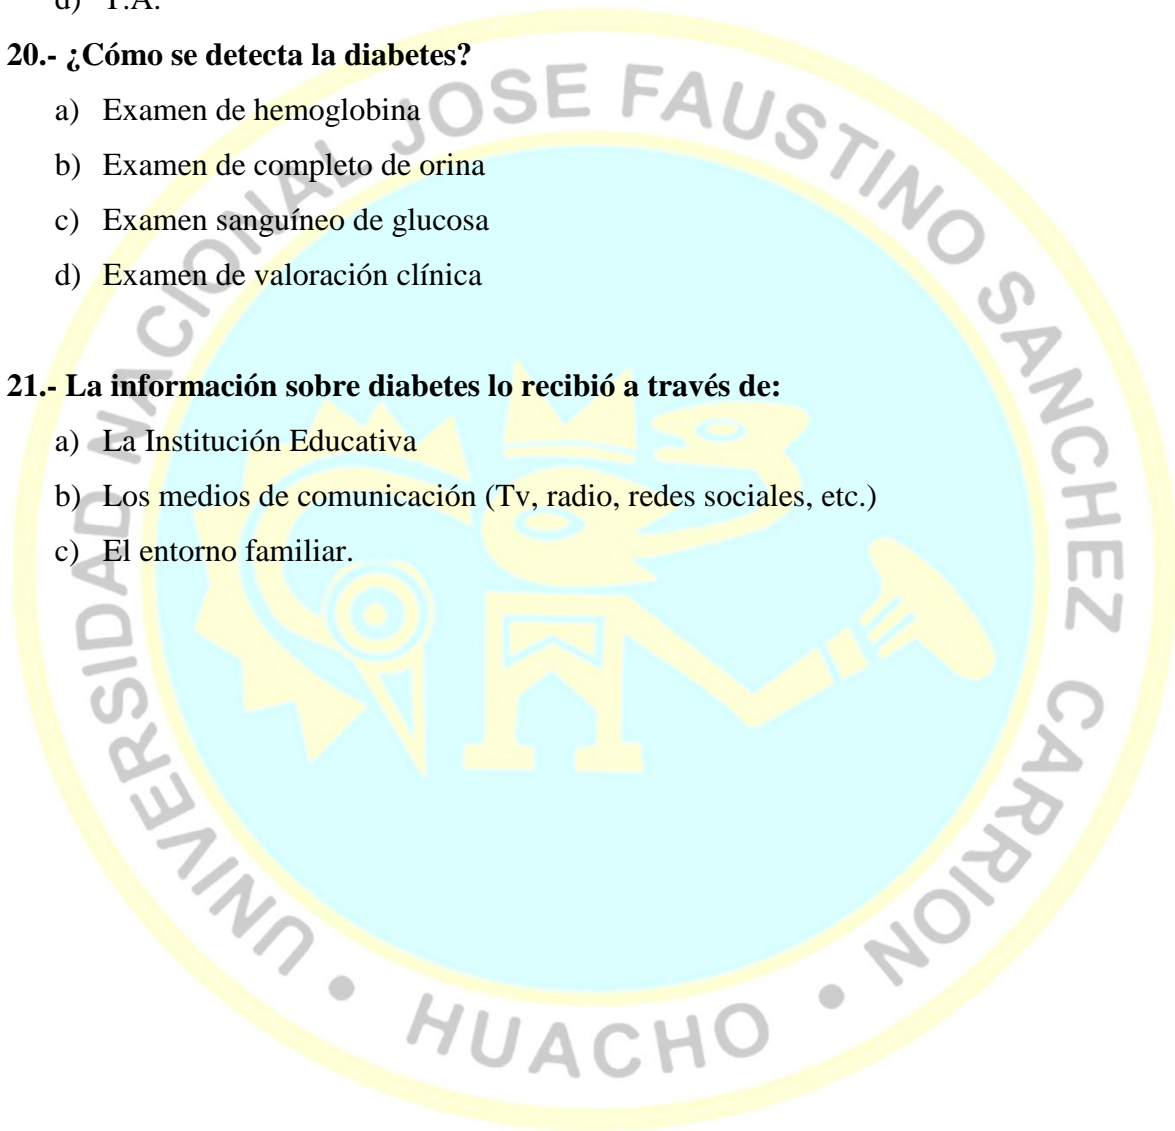 d) T.A.
20.- ¿Cómo se detecta la diabetes?
a) Examen de hemoglobina
b) Examen de completo de orina
c) Examen sanguíneo de glucosa
d) Examen de valoración clínica
21.- La información sobre diabetes lo recibió a través de:
a) La Institución Educativa
b) Los medios de comunicación (Tv, radio, redes sociales, etc.)
c) El entorno familiar.
UNIVERSIDAD NACIONAL JOSE FAUSTINO SANCHEZ CARRION • HUACHO •